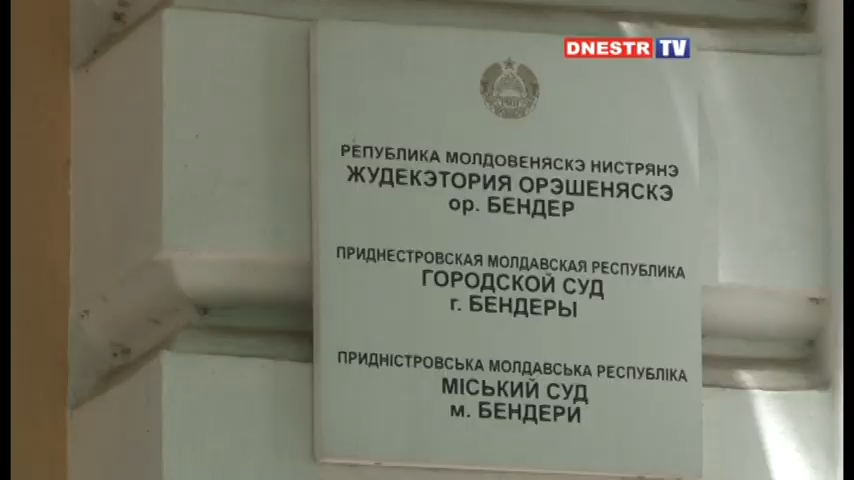 DNESTR TV
РЕПУБЛИКА МОЛДОВЕНЯСКЭ НИСТРЯНЭ
ЖУДЕКЭТОРИЯ ОРЭШЕНЯСКЭ
ор. БЕНДЕР
ПРИДНЕСТРОВСКАЯ МОЛДАВСКАЯ РЕСПУБЛИКА
ГОРОДСКОЙ СУД
г. БЕНДЕРЫ
ПРИДНІСТРОВСЬКА МОЛДАВСЬКА РЕСПУБЛІКА
МІСЬКИЙ СУД
м. БЕНДЕРИ